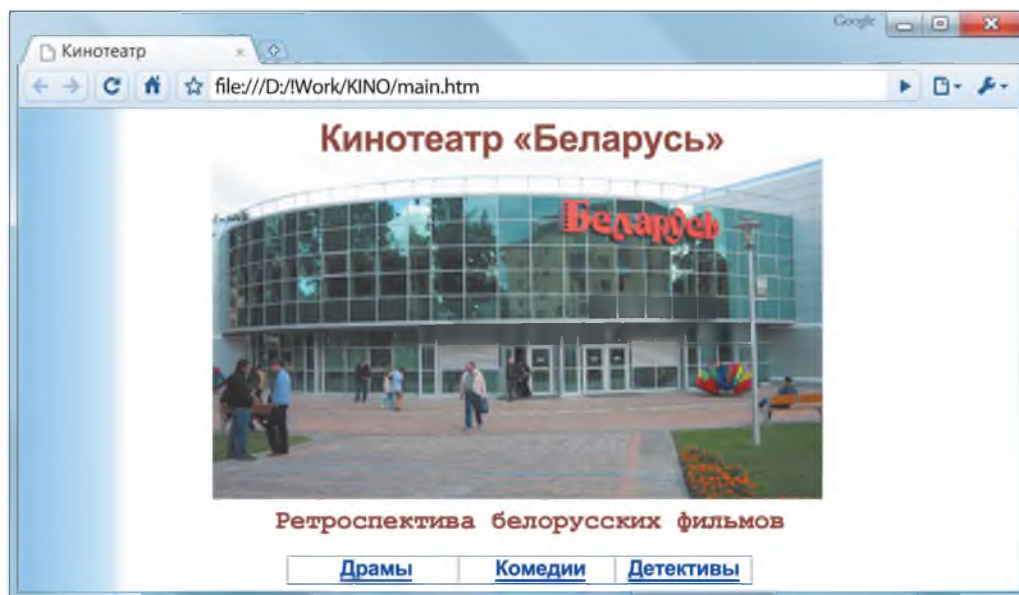 Google
Кинотеатр
file:///D:/!Work/KINO/main.htm
Кинотеатр «Беларусь»
Беларусь
Ретроспектива белорусских фильмов
Драмы Комедии Детективы